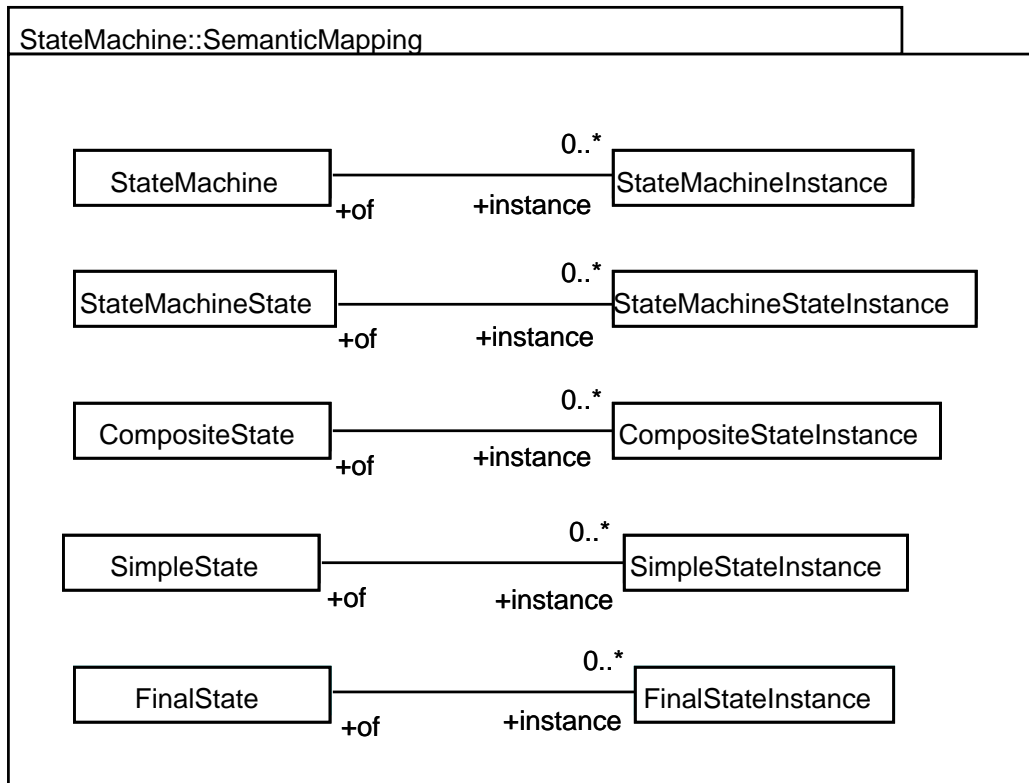 StateMachine::SemanticMapping
0..*
StateMachine
StateMachineInstance
+of
+instance
0..*
StateMachineState
StateMachineStateInstance
+of
+instance
0..*
CompositeState
CompositeStateInstance
+of
+instance
0..*
SimpleState
SimpleStateInstance
+of
+instance
0..*
FinalState
FinalStateInstance
+of
+instance